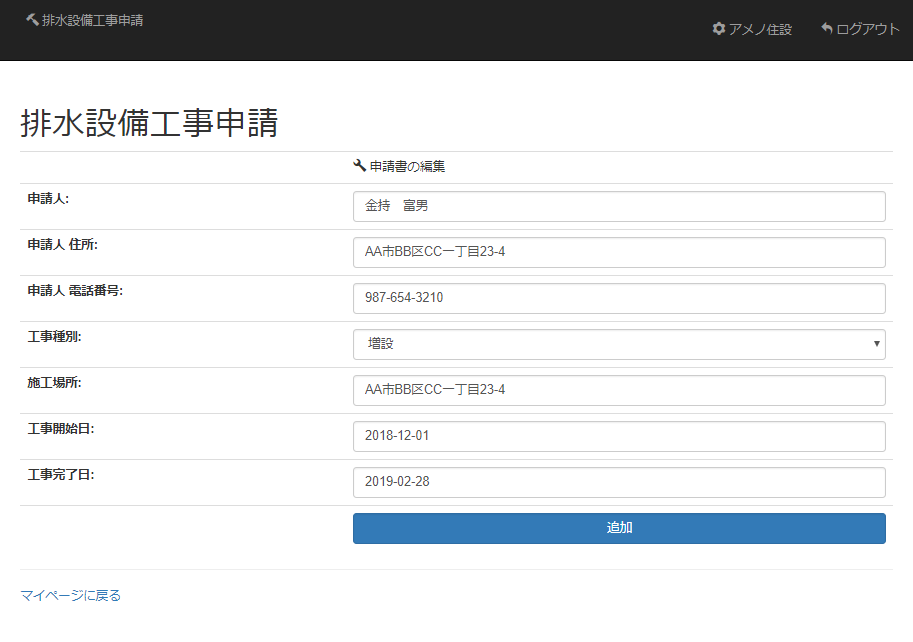 排水設備工事申請
アメノ住設 ログアウト
排水設備工事申請
申請書の編集
申請人:
金持　富男
申請人 住所:
AA市BB区CC一丁目23-4
申請人 電話番号:
987-654-3210
工事種別:
増設
施工場所:
AA市BB区CC一丁目23-4
工事開始日:
2018-12-01
工事完了日:
2019-02-28
追加
マイページに戻る